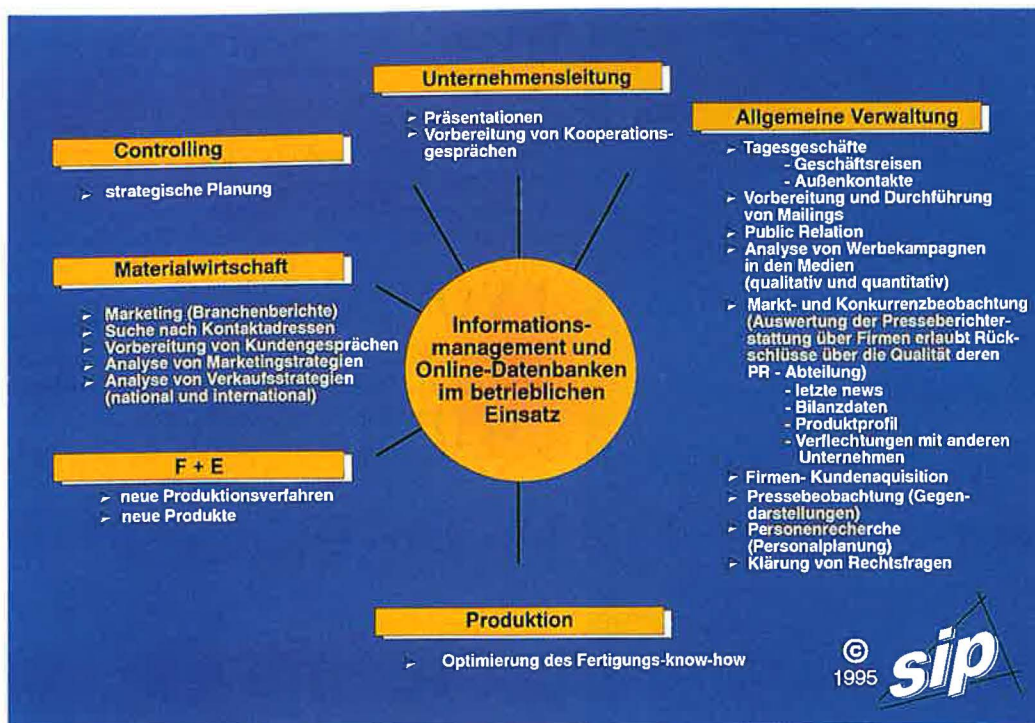 Unternehmensleitung
➢ Präsentationen
➢ Vorbereitung von Kooperations-
gesprächen
Controlling
➢ strategische Planung
Materialwirtschaft
➢ Marketing (Branchenberichte)
➢ Suche nach Kontaktadressen
➢ Vorbereitung von Kundengesprächen
➢ Analyse von Marketingstrategien
➢ Analyse von Verkaufsstrategien
(national und international)
F + E
➢ neue Produktionsverfahren
➢ neue Produkte
Informations-
management und
Online-Datenbanken
im betrieblichen
Einsatz
Allgemeine Verwaltung
➢ Tagesgeschäfte
- Geschäftsreisen
- Außenkontakte
➢ Vorbereitung und Durchführung
von Mailings
➢ Public Relation
➢ Analyse von Werbekampagnen
in den Medien
(qualitativ und quantitativ)
➢ Markt- und Konkurrenzbeobachtung
(Auswertung der Presseberichter-
stattung über Firmen erlaubt Rück-
schlüsse über die Qualität deren
PR - Abteilung)
- letzte news
- Bilanzdaten
- Produktprofil
- Verflechtungen mit anderen
Unternehmen
➢ Firmen- Kundenaquisition
➢ Pressebeobachtung (Gegen-
darstellungen)
➢ Personenrecherche
(Personalplanung)
➢ Klärung von Rechtsfragen
Produktion
➢ Optimierung des Fertigungs-know-how
©
1995
sip